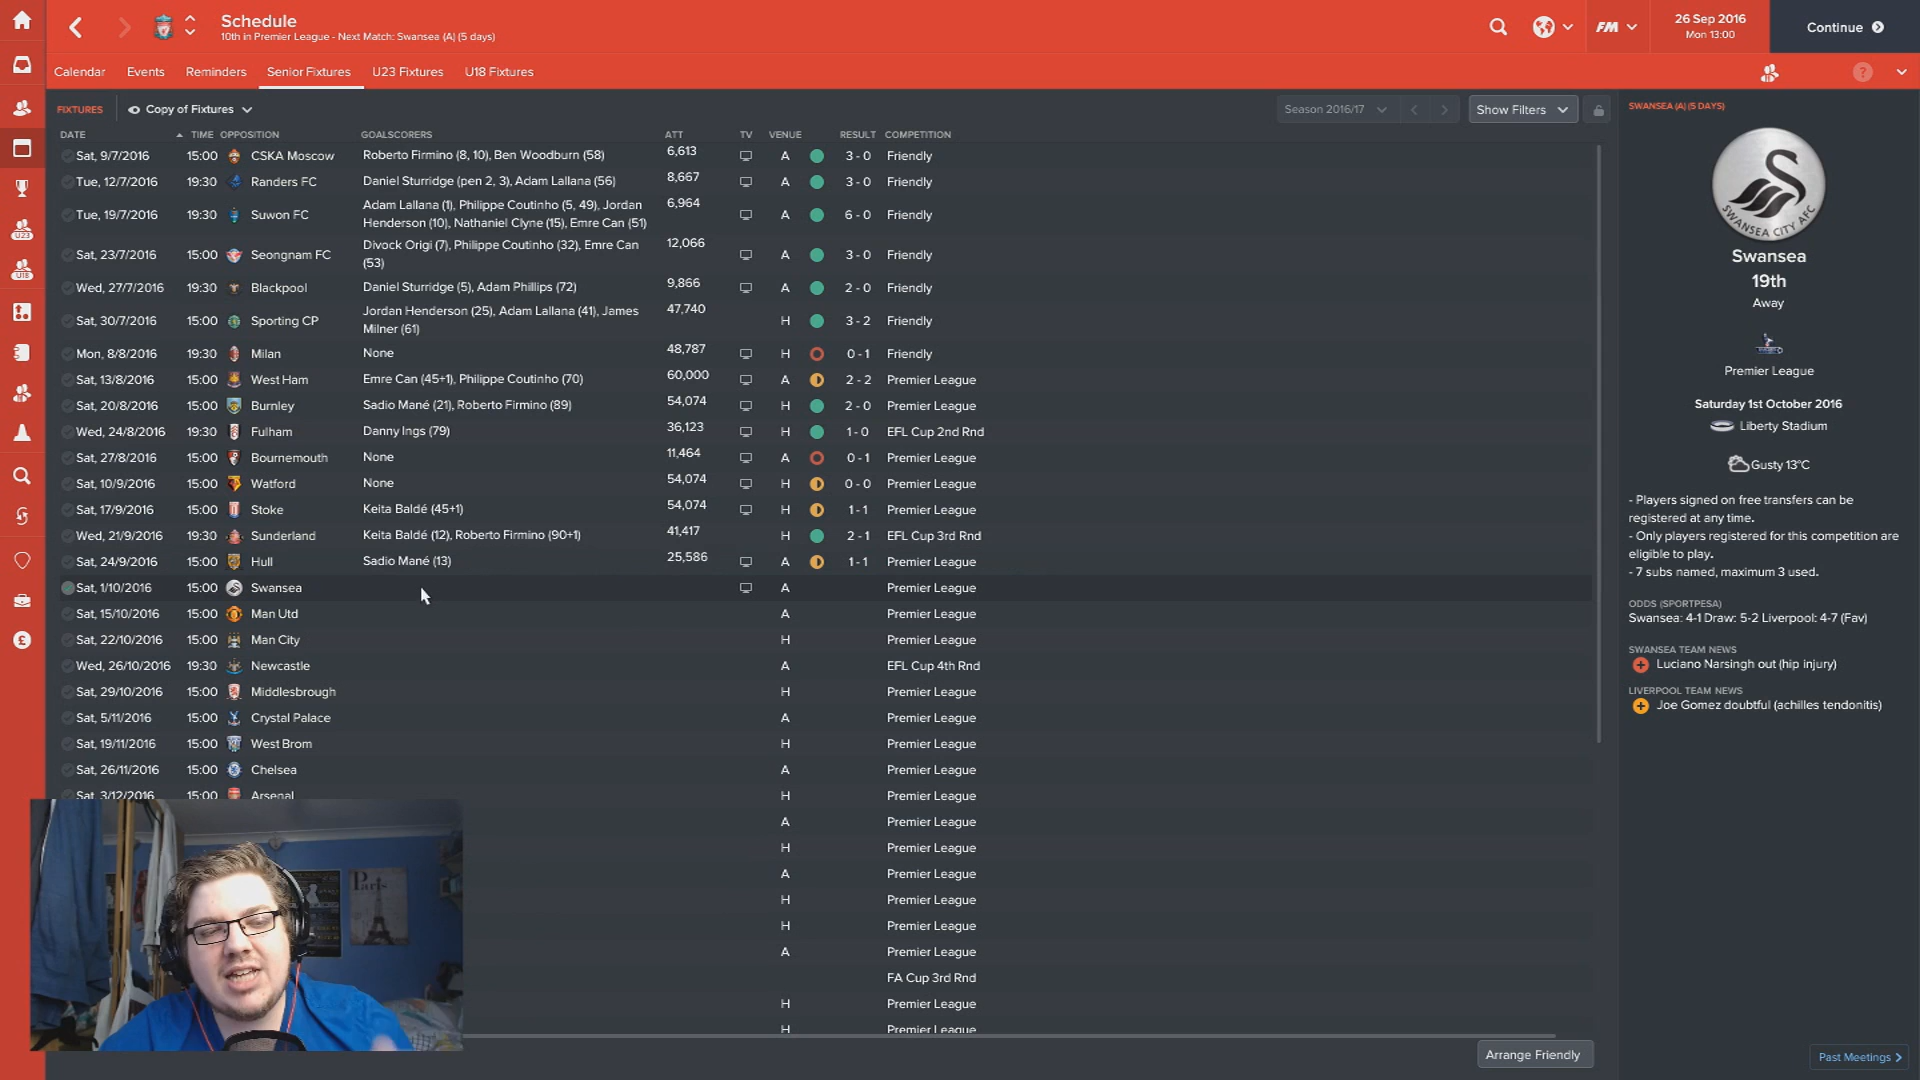 Schedule
10th in Premier League - Next Match: Swansea (A) (5 days)
FM
26 Sep 2016
Mon 13:00
Continue
Calendar Events Reminders Senior Fixtures U23 Fixtures U18 Fixtures
FIXTURES Copy of Fixtures Season 2016/17 Show Filters
DATE TIME OPPOSITION GOALSCORERS ATT TV VENUE RESULT COMPETITION
Sat, 9/7/2016 15:00 CSKA Moscow Roberto Firmino (8, 10), Ben Woodburn (58) 6,613 A 3 - 0 Friendly
Tue, 12/7/2016 19:30 Randers FC Daniel Sturridge (pen 2, 3), Adam Lallana (56) 8,667 A 3 - 0 Friendly
Tue, 19/7/2016 19:30 Suwon FC Adam Lallana (1), Philippe Coutinho (5, 49), Jordan 6,964 A 6 - 0 Friendly
Henderson (10), Nathaniel Clyne (15), Emre Can (51)
Sat, 23/7/2016 15:00 Seongnam FC Divock Origi (7), Philippe Coutinho (32), Emre Can 12,066 A 3 - 0 Friendly
(53)
Wed, 27/7/2016 19:30 Blackpool Daniel Sturridge (5), Adam Phillips (72) 9,866 A 2 - 0 Friendly
Sat, 30/7/2016 15:00 Sporting CP Jordan Henderson (25), Adam Lallana (41), James 47,740 H 3 - 2 Friendly
Milner (61)
Mon, 8/8/2016 19:30 Milan None 48,787 H 0 - 1 Friendly
Sat, 13/8/2016 15:00 West Ham Emre Can (45+1), Philippe Coutinho (70) 60,000 A 2 - 2 Premier League
Sat, 20/8/2016 15:00 Burnley Sadio Mané (21), Roberto Firmino (89) 54,074 H 2 - 0 Premier League
Wed, 24/8/2016 19:30 Fulham Danny Ings (79) 36,123 H 1 - 0 EFL Cup 2nd Rnd
Sat, 27/8/2016 15:00 Bournemouth None 11,464 A 0 - 1 Premier League
Sat, 10/9/2016 15:00 Watford None 54,074 H 0 - 0 Premier League
Sat, 17/9/2016 15:00 Stoke Keita Baldé (45+1) 54,074 H 1 - 1 Premier League
Wed, 21/9/2016 19:30 Sunderland Keita Baldé (12), Roberto Firmino (90+1) 41,417 H 2 - 1 EFL Cup 3rd Rnd
Sat, 24/9/2016 15:00 Hull Sadio Mané (13) 25,586 A 1 - 1 Premier League
Sat, 1/10/2016 15:00 Swansea A Premier League
Sat, 15/10/2016 15:00 Man Utd A Premier League
Sat, 22/10/2016 15:00 Man City H Premier League
Wed, 26/10/2016 19:30 Newcastle A EFL Cup 4th Rnd
Sat, 29/10/2016 15:00 Middlesbrough H Premier League
Sat, 5/11/2016 15:00 Crystal Palace A Premier League
Sat, 19/11/2016 15:00 West Brom H Premier League
Sat, 26/11/2016 15:00 Chelsea A Premier League
Sat, 3/12/2016 15:00 Arsenal H Premier League
A Premier League
H Premier League
A Premier League
H Premier League
H Premier League
A Premier League
FA Cup 3rd Rnd
H Premier League
H Premier League
Arrange Friendly
SWANSEA (A) (5 DAYS)
SWANSEA CITY AFC
Swansea
19th
Away
Premier League
Saturday 1st October 2016
Liberty Stadium
Gusty 13°C
- Players signed on free transfers can be
registered at any time.
- Only players registered for this competition are
eligible to play.
- 7 subs named, maximum 3 used.
ODDS (SPORTPESA)
Swansea: 4-1 Draw: 5-2 Liverpool: 4-7 (Fav)
SWANSEA TEAM NEWS
Luciano Narsingh out (hip injury)
LIVERPOOL TEAM NEWS
Joe Gomez doubtful (achilles tendonitis)
Past Meetings
U23
U18
Paris